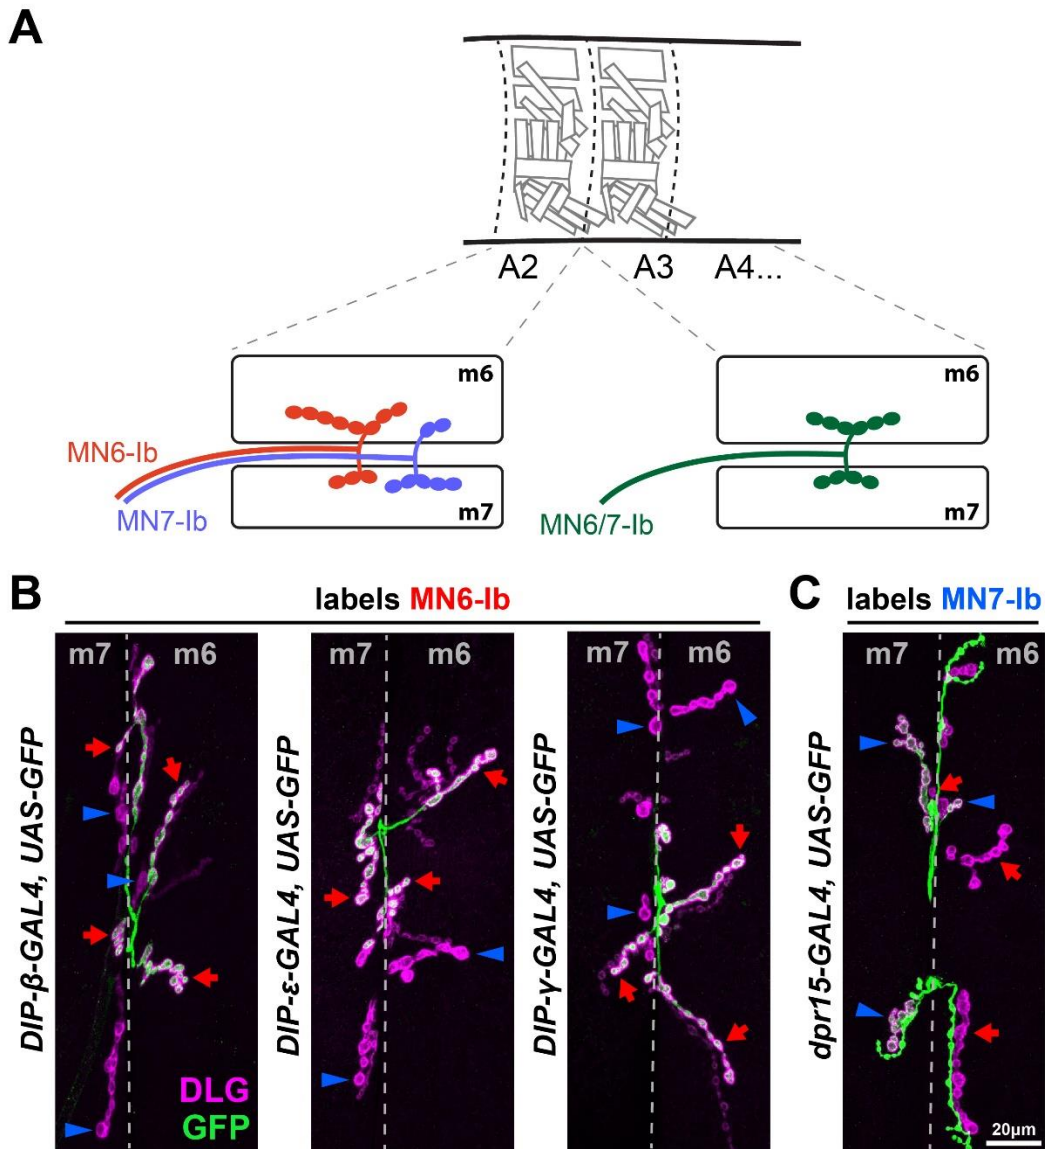 A
A2
A3
A4...
m6
MN6-Ib
MN7-Ib
m7
m6
MN6/7-Ib
m7
B
labels MN6-Ib
DIP-β-GAL4, UAS-GFP
m7
m6
DLG
GFP
DIP-ε-GAL4, UAS-GFP
m7
m6
DIP-γ-GAL4, UAS-GFP
m7
m6
C
labels MN7-Ib
dpr15-GAL4, UAS-GFP
m7
m6
20µm